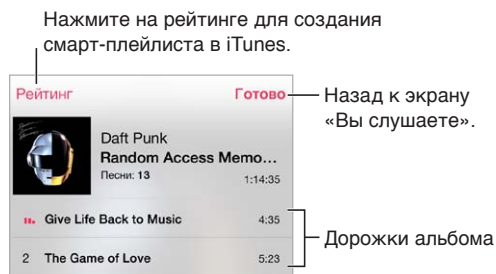 Нажмите на рейтинге для создания
смарт-плейлиста в iTunes.
Рейтинг
Готово
Назад к экрану
«Вы слушаете».
Daft Punk
Random Access Memo...
Песни: 13
1:14:35
Give Life Back to Music
4:35
Дорожки альбома
2
The Game of Love
5:23